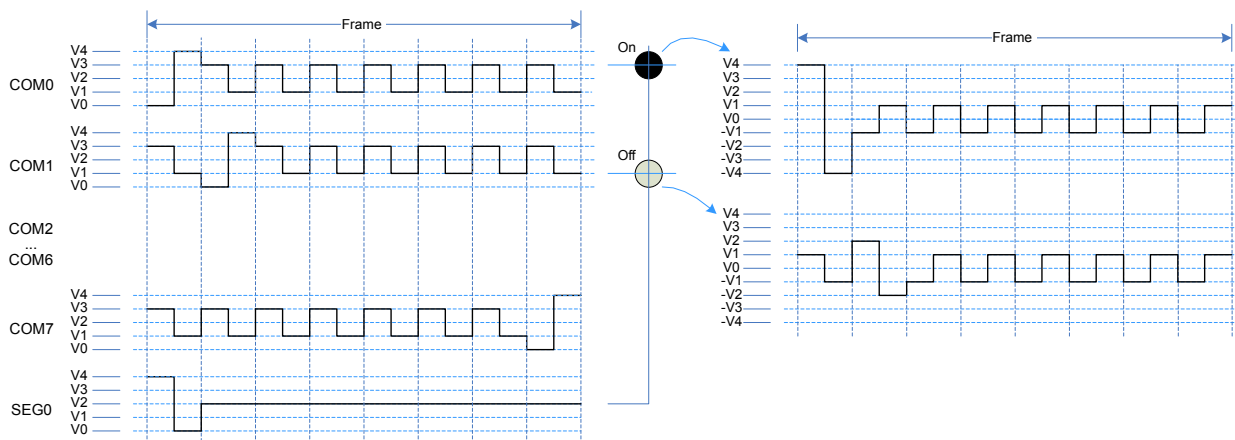 Frame
COM0
V4
V3
V2
V1
V0
COM1
V4
V3
V2
V1
V0
COM2
...
COM6
COM7
V4
V3
V2
V1
V0
SEG0
V4
V3
V2
V1
V0
On
Off
Frame
V4
V3
V2
V1
V0
-V1
-V2
-V3
-V4
V4
V3
V2
V1
V0
-V1
-V2
-V3
-V4